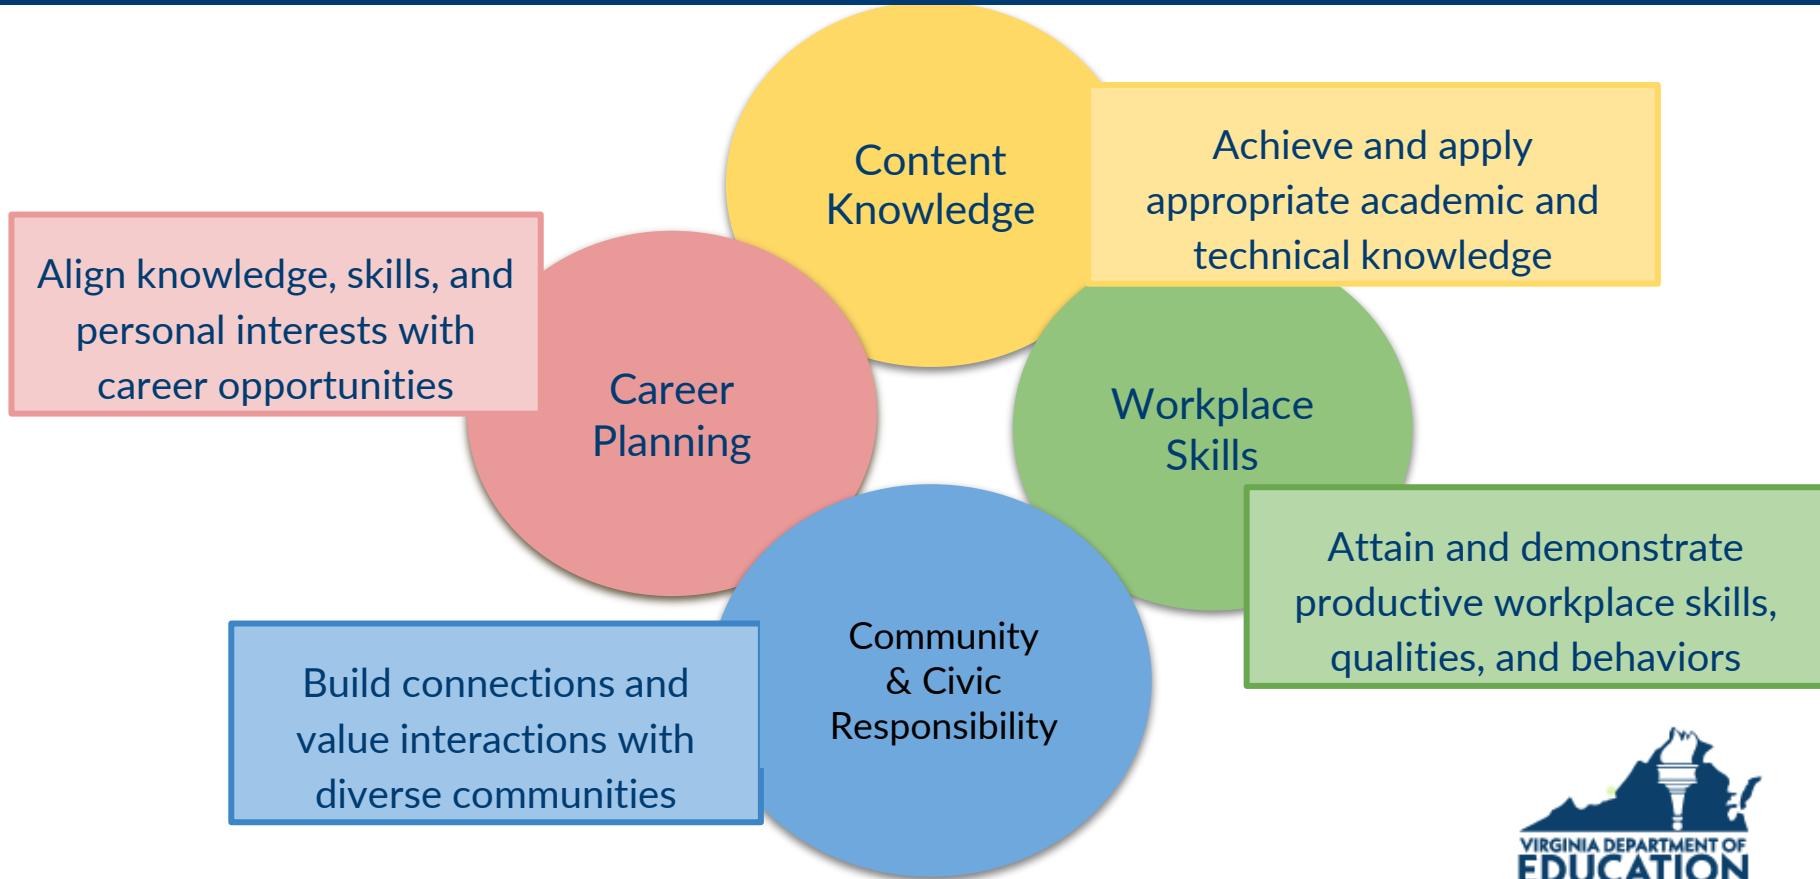 Content
Knowledge
Achieve and apply
appropriate academic and
technical knowledge
Align knowledge, skills, and
personal interests with
career opportunities
Career
Planning
Workplace
Skills
Attain and demonstrate
productive workplace skills,
qualities, and behaviors
Community
& Civic
Responsibility
Build connections and
value interactions with
diverse communities
VIRGINIA DEPARTMENT OF
EDUCATION